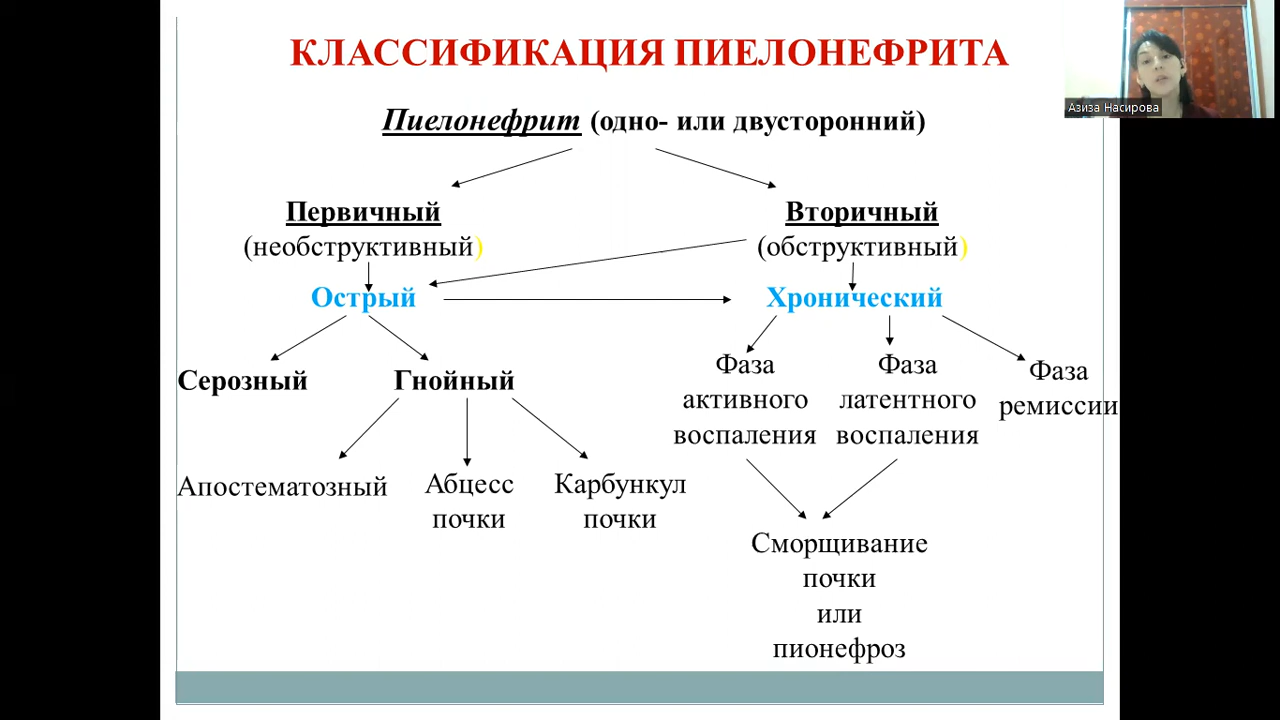 КЛАССИФИКАЦИЯ ПИЕЛОНЕФРИТА
Азиза Насирова
Пиелонефрит (одно- или двусторонний)
Первичный
(необструктивный)
Вторичный
(обструктивный)
Острый
Хронический
Серозный
Гнойный
Фаза
активного
воспаления
Фаза
латентного
воспаления
Фаза
ремиссии
Апостематозный
Абцесс
почки
Карбункул
почки
Сморщивание
почки
или
пионефроз